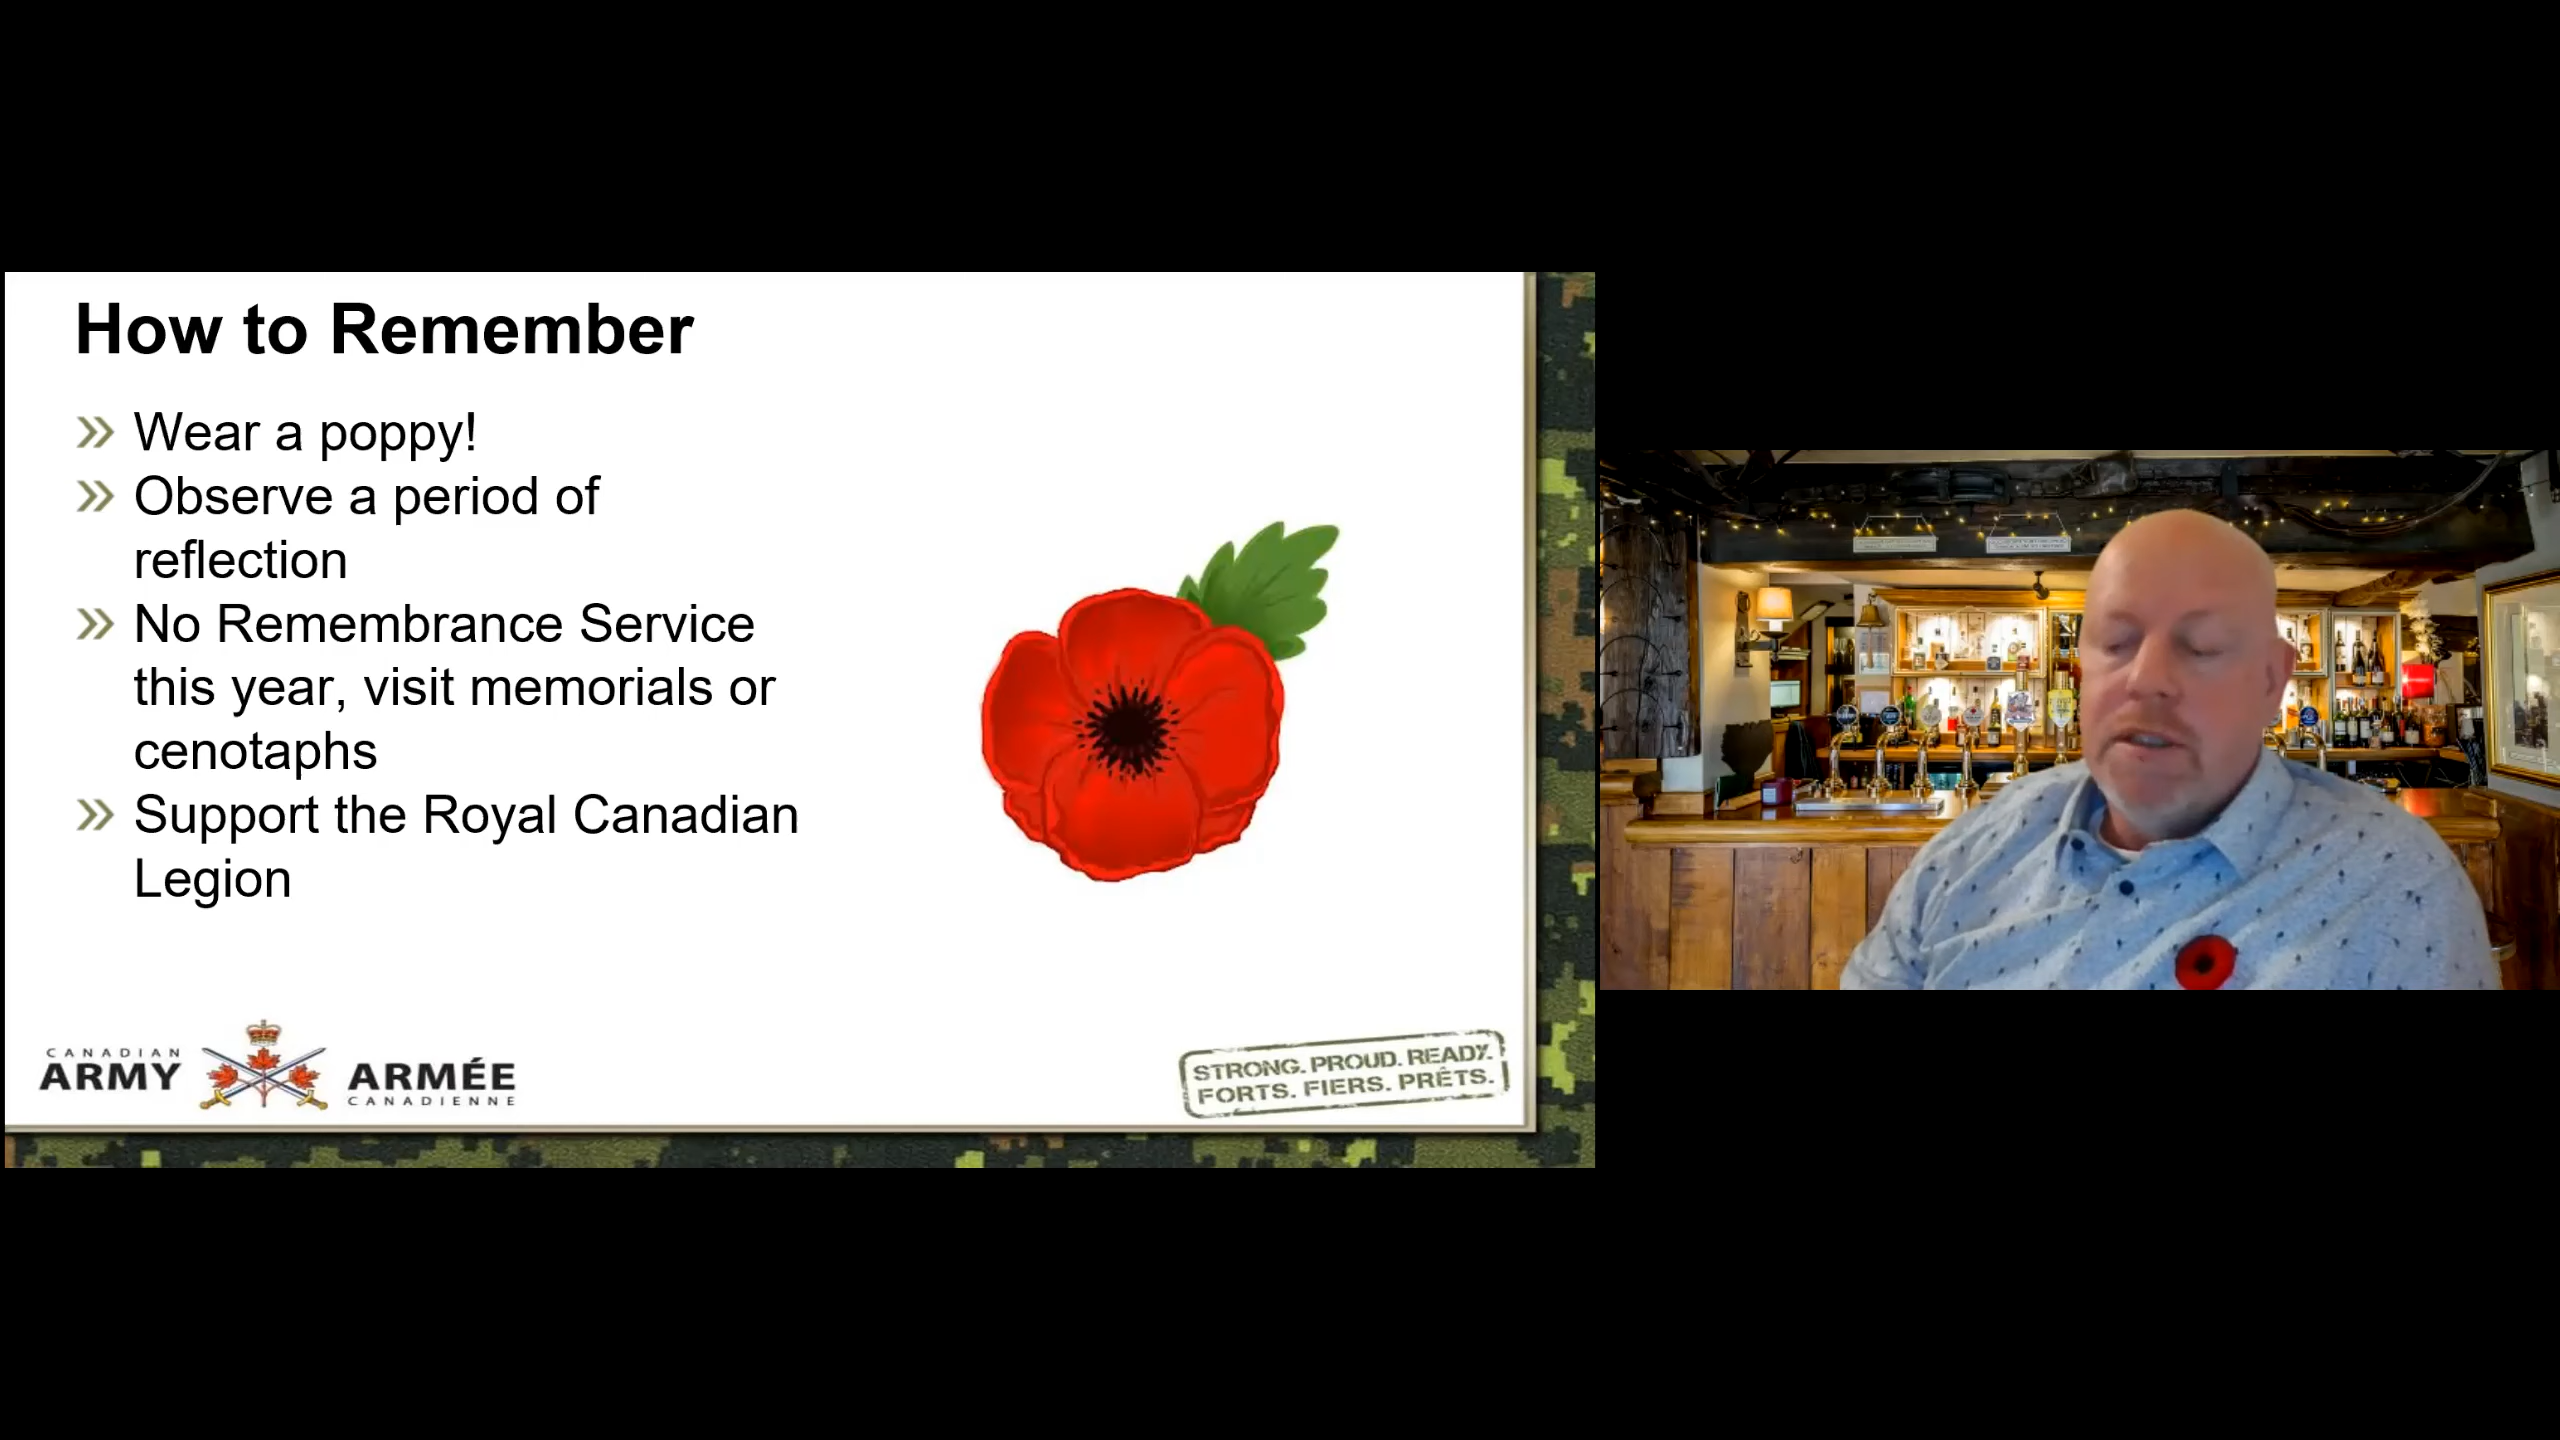 How to Remember
Wear a poppy!
Observe a period of
reflection
No Remembrance Service
this year, visit memorials or
cenotaphs
Support the Royal Canadian
Legion
CANADIAN
ARMY
ARMÉE
CANADIENNE
STRONG. PROUD. READY.
FORTS. FIERS. PRÊTS.